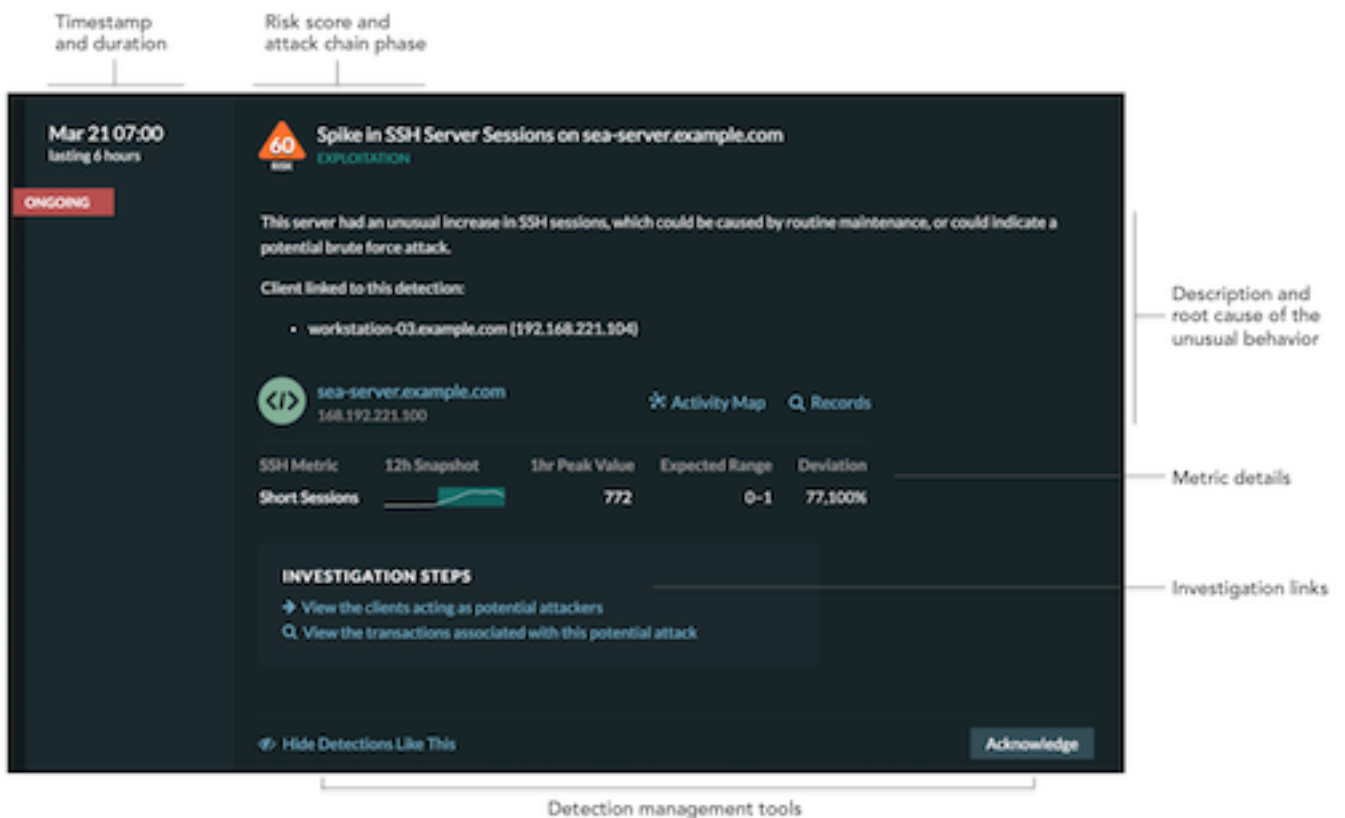 Timestamp
and duration
Risk score and
attack chain phase
Mar 21 07:00
lasting 6 hours
ONGOING
60
RISK
Spike in SSH Server Sessions on sea-server.example.com
EXPLOITATION
This server had an unusual increase in SSH sessions, which could be caused by routine maintenance, or could indicate a
potential brute force attack.
Client linked to this detection:
• workstation-03.example.com (192.168.221.104)
Description and
root cause of the
unusual behavior
</> sea-server.example.com
168.192.221.100
Activity Map Records
SSH Metric 12h Snapshot 1hr Peak Value Expected Range Deviation
Short Sessions 772 0–1 77,100%
Metric details
INVESTIGATION STEPS
View the clients acting as potential attackers
View the transactions associated with this potential attack
Investigation links
Hide Detections Like This
Acknowledge
Detection management tools